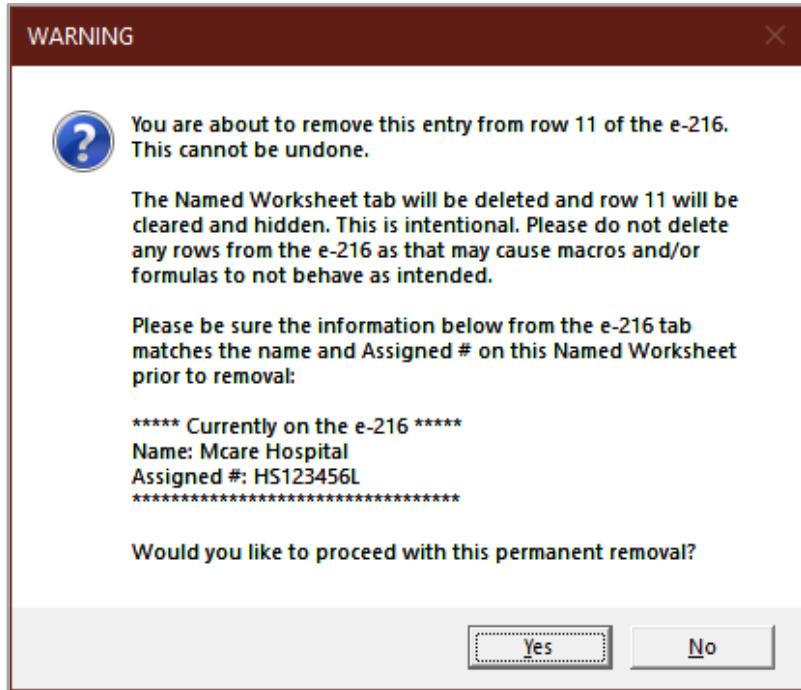 WARNING
You are about to remove this entry from row 11 of the e-216.
This cannot be undone.
The Named Worksheet tab will be deleted and row 11 will be
cleared and hidden. This is intentional. Please do not delete
any rows from the e-216 as that may cause macros and/or
formulas to not behave as intended.
Please be sure the information below from the e-216 tab
matches the name and Assigned # on this Named Worksheet
prior to removal:
***** Currently on the e-216 *****
Name: Mcare Hospital
Assigned #: HS123456L
**********************************
Would you like to proceed with this permanent removal?
Yes
No